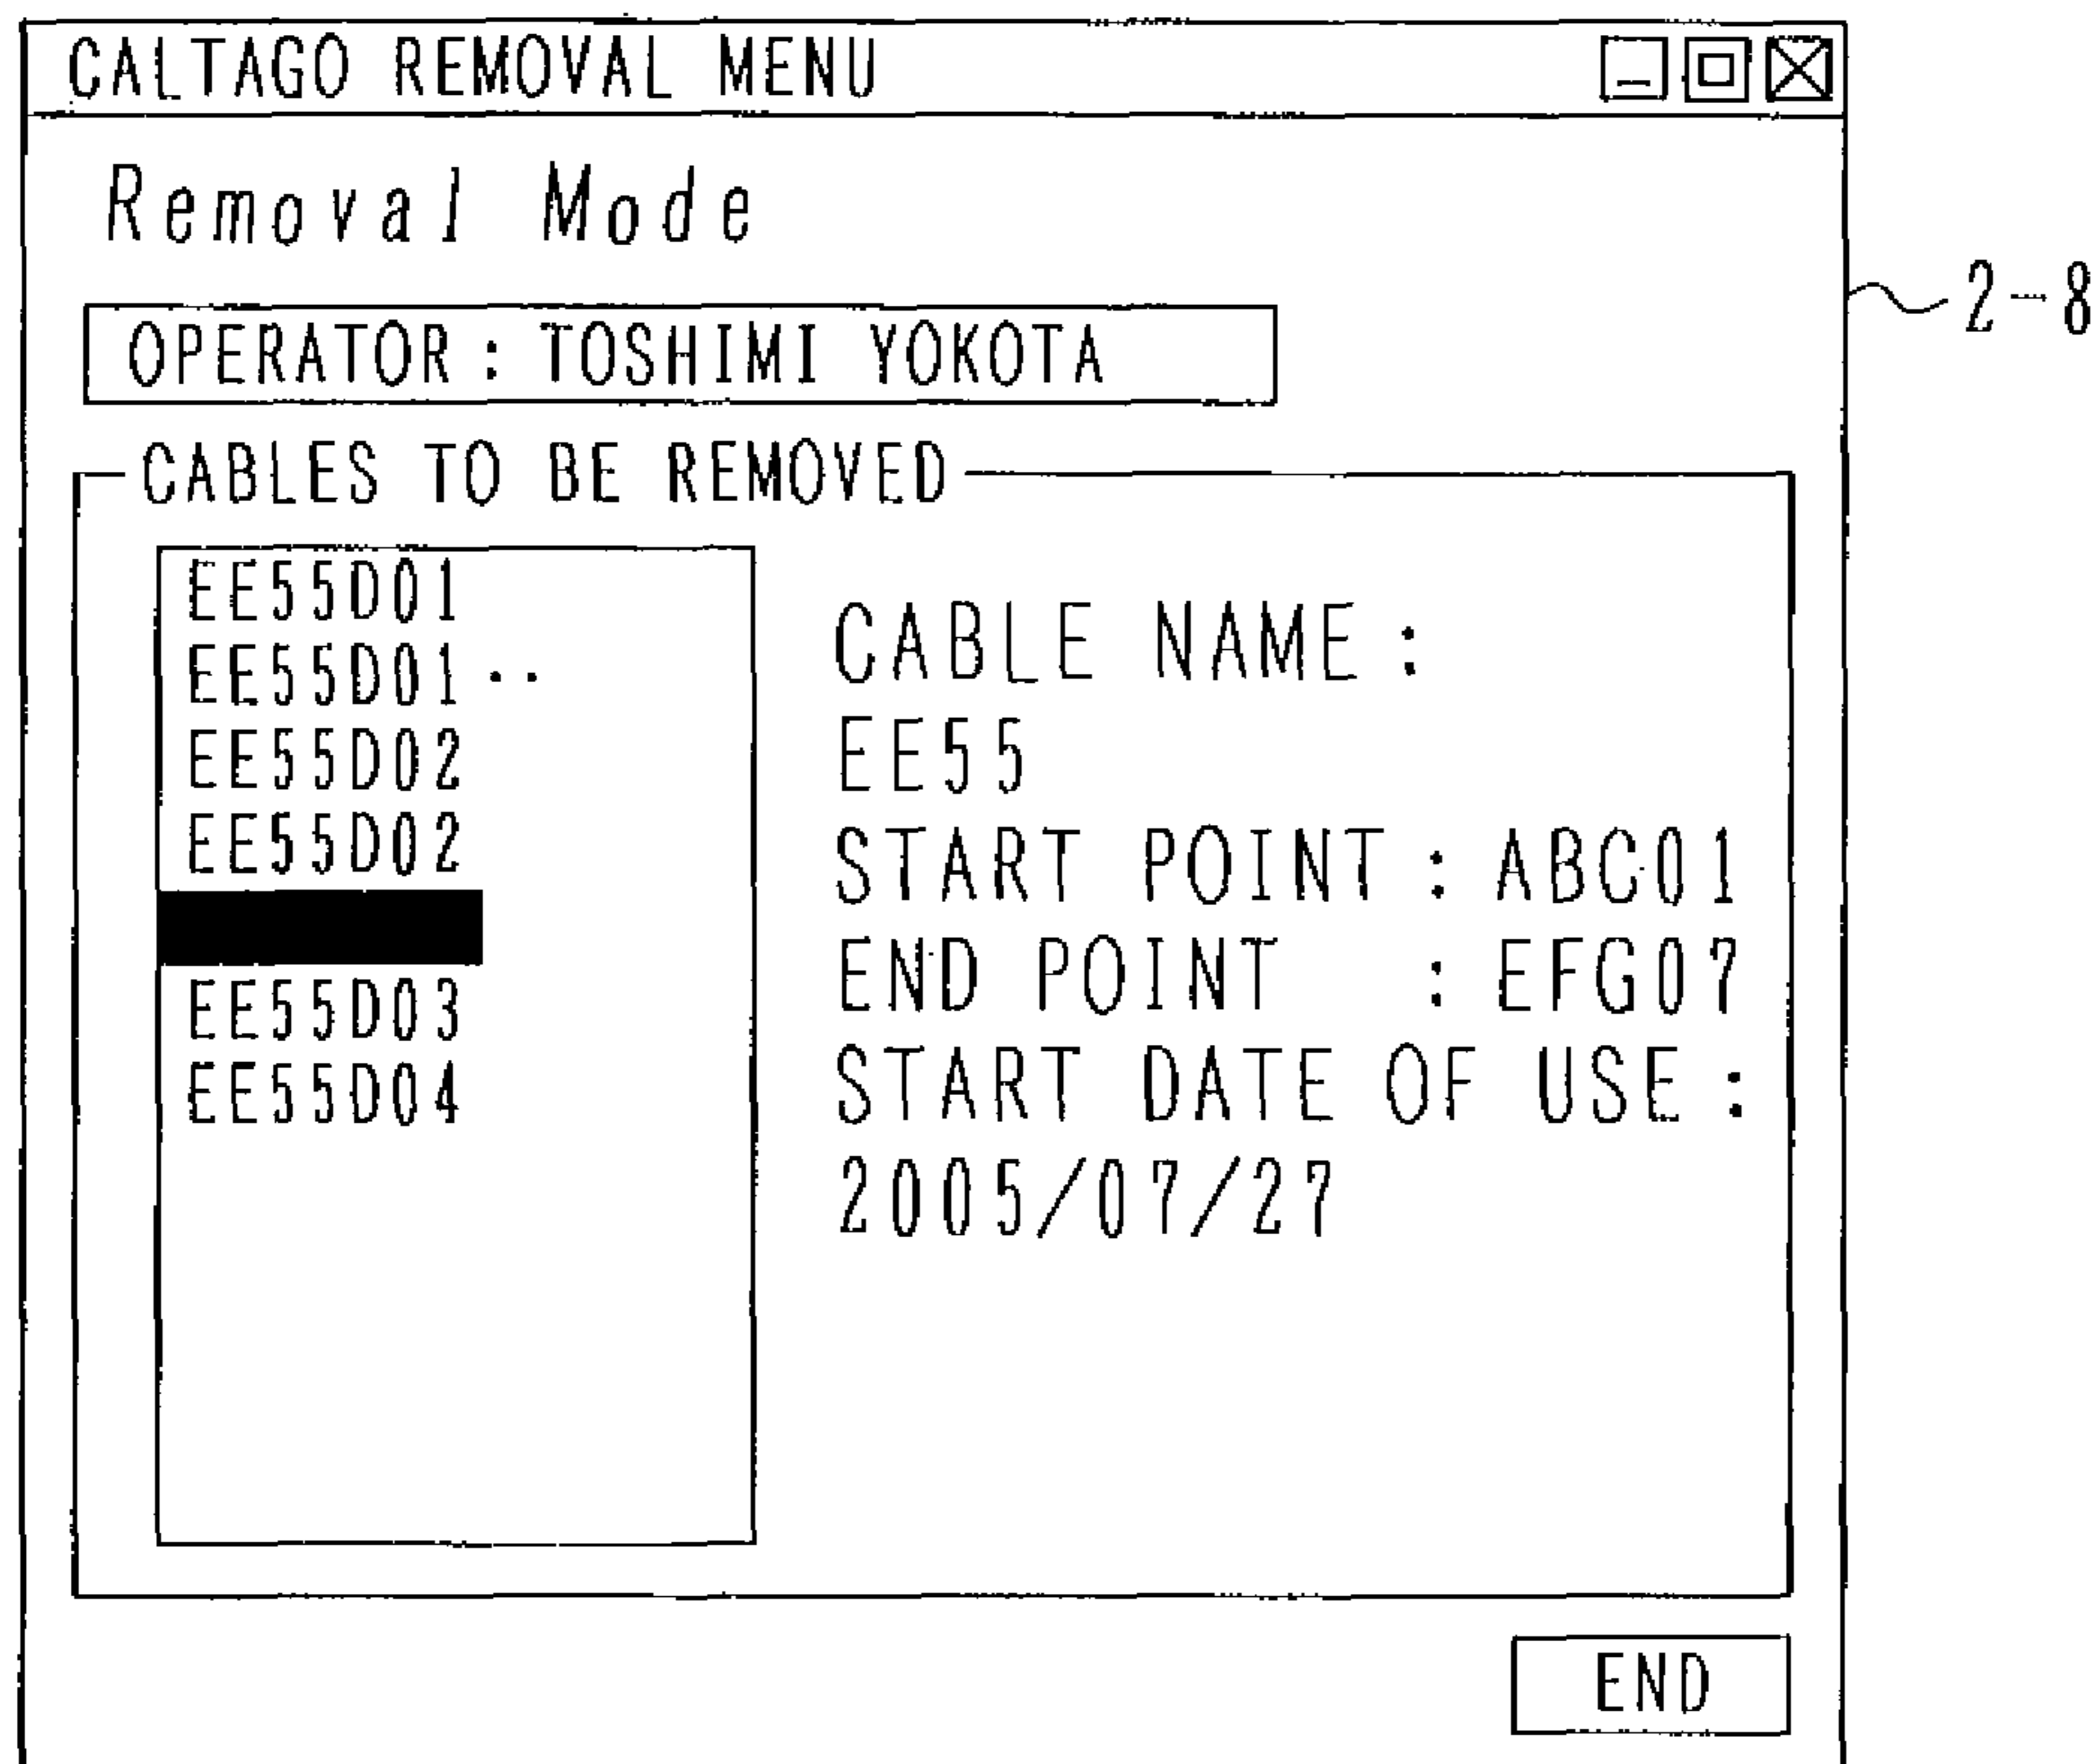 CALTAGO REMOVAL MENU
Removal Mode
2-8
OPERATOR : TOSHIMI YOKOTA
CABLES TO BE REMOVED
EE55D01
EE55D01..
EE55D02
EE55D02
EE55D03
EE55D04
CABLE NAME :
EE55
START POINT : ABC01
END POINT : EFG07
START DATE OF USE :
2005/07/27
END